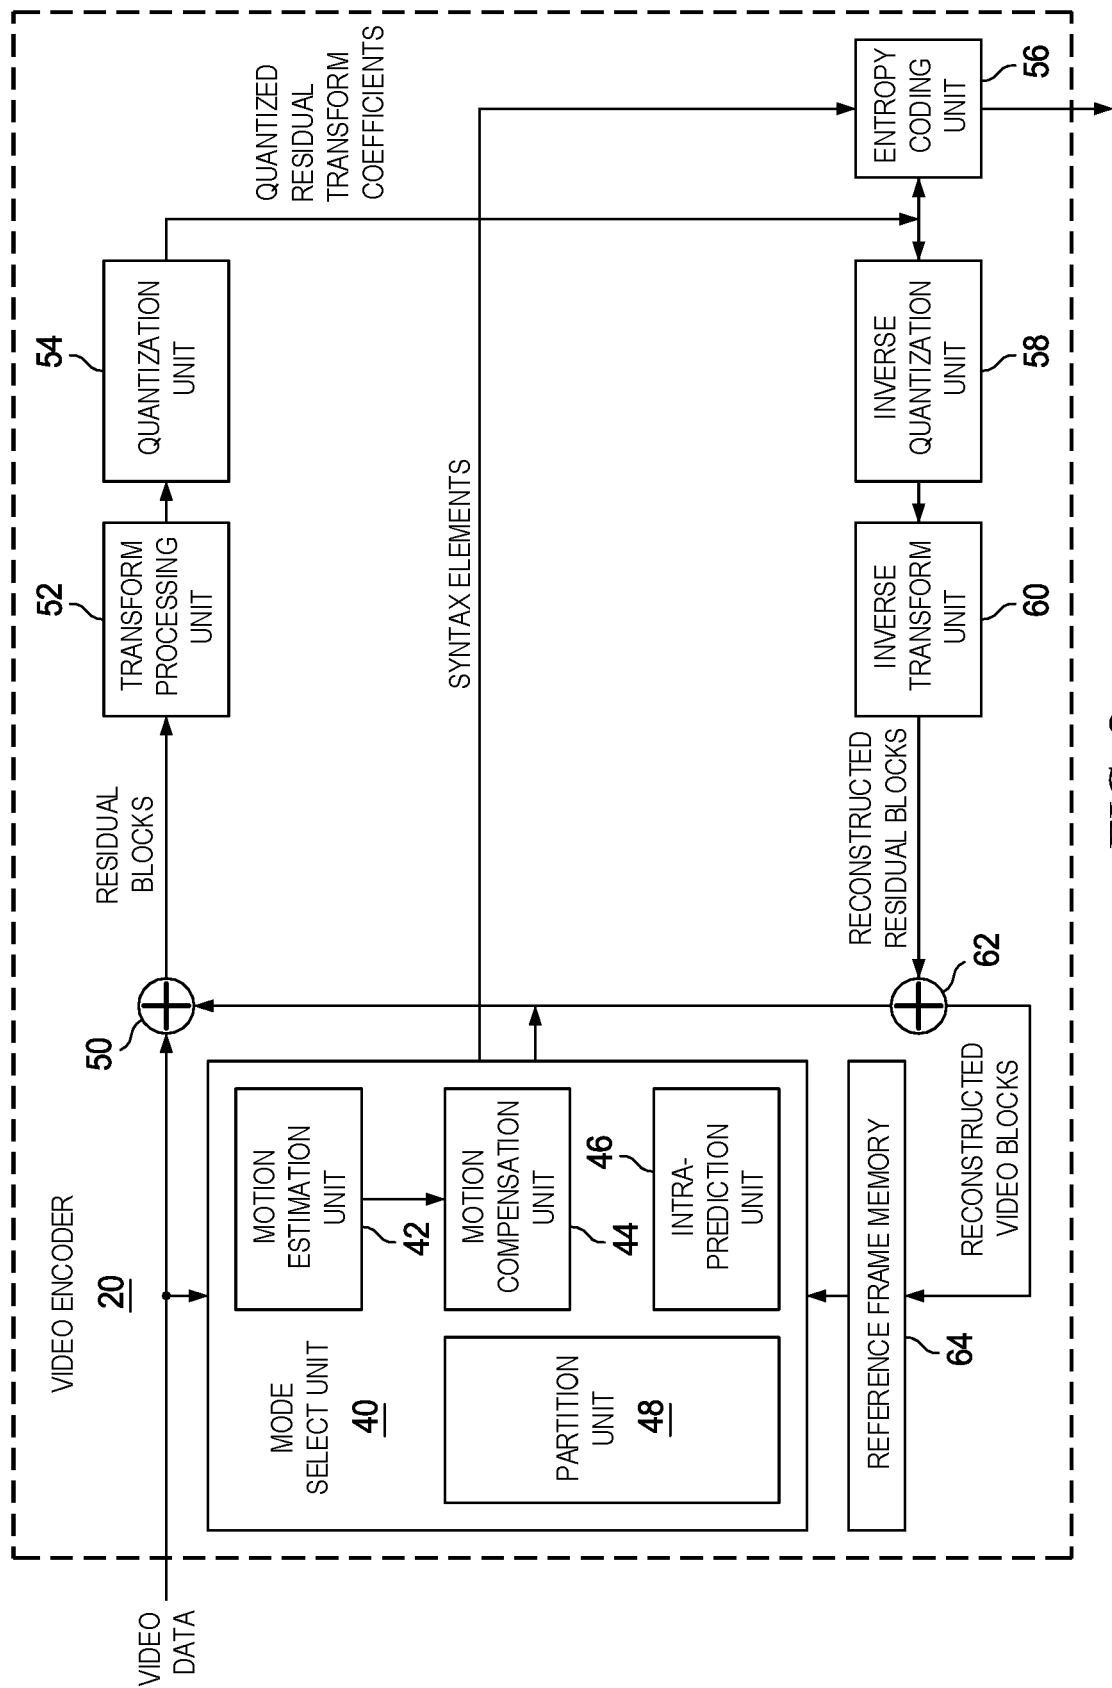 VIDEO
DATA
VIDEO ENCODER
20
50
RESIDUAL
BLOCKS
52
TRANSFORM
PROCESSING
UNIT
54
QUANTIZATION
UNIT
QUANTIZED
RESIDUAL
TRANSFORM
COEFFICIENTS
MODE
SELECT UNIT
40
MOTION
ESTIMATION
UNIT
42
MOTION
COMPENSATION
UNIT
44
46
INTRA-
PREDICTION
UNIT
PARTITION
UNIT
48
SYNTAX ELEMENTS
REFERENCE FRAME MEMORY
64
RECONSTRUCTED
VIDEO BLOCKS
62
RECONSTRUCTED
RESIDUAL BLOCKS
INVERSE
TRANSFORM
UNIT
60
INVERSE
QUANTIZATION
UNIT
58
ENTROPY
CODING
UNIT
56